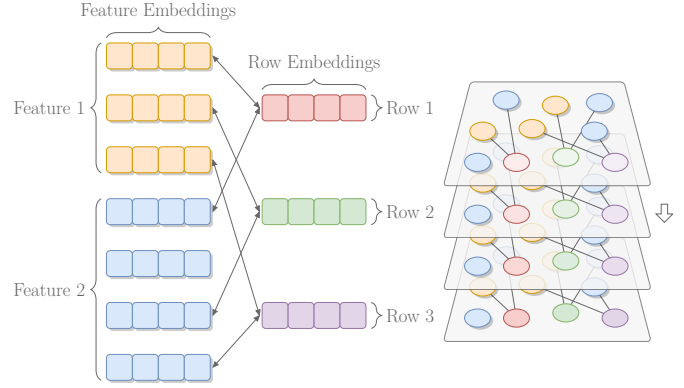 Feature Embeddings
Row Embeddings
Feature 1
Row 1
Row 2
Feature 2
Row 3